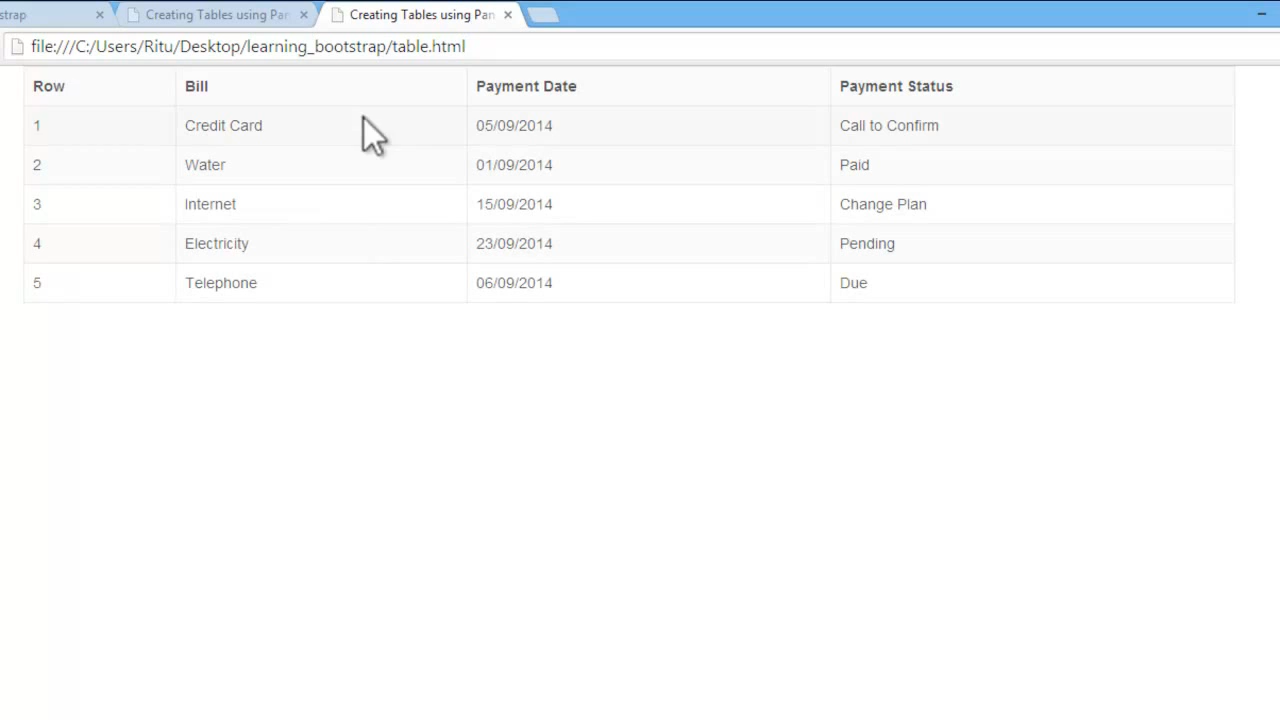 strap Creating Tables using Pan Creating Tables using Pan
file:///C:/Users/Ritu/Desktop/learning_bootstrap/table.html
Row Bill Payment Date Payment Status
1 Credit Card 05/09/2014 Call to Confirm
2 Water 01/09/2014 Paid
3 Internet 15/09/2014 Change Plan
4 Electricity 23/09/2014 Pending
5 Telephone 06/09/2014 Due